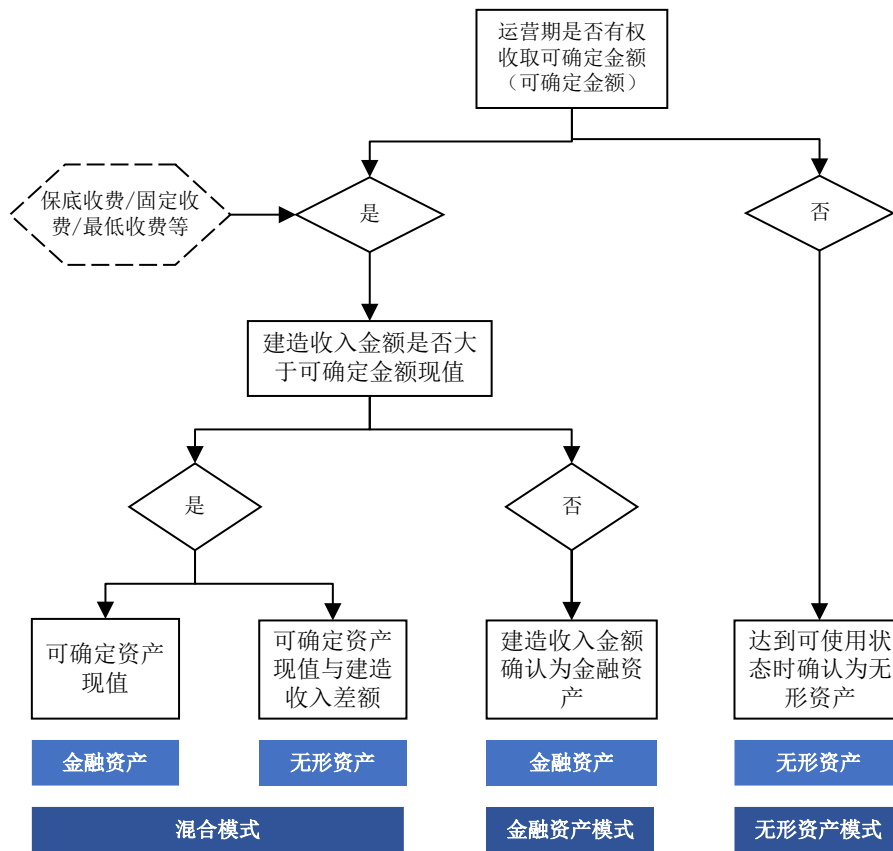 运营期是否有权
收取可确定金额
（可确定金额）
保底收费/固定收
费/最低收费等
是
否
建造收入金额是否大
于可确定金额现值
是
否
可确定资产
现值
可确定资产
现值与建造
收入差额
建造收入金额
确认为金融资
产
达到可使用状
态时确认为无
形资产
金融资产
无形资产
金融资产
无形资产
混合模式
金融资产模式
无形资产模式